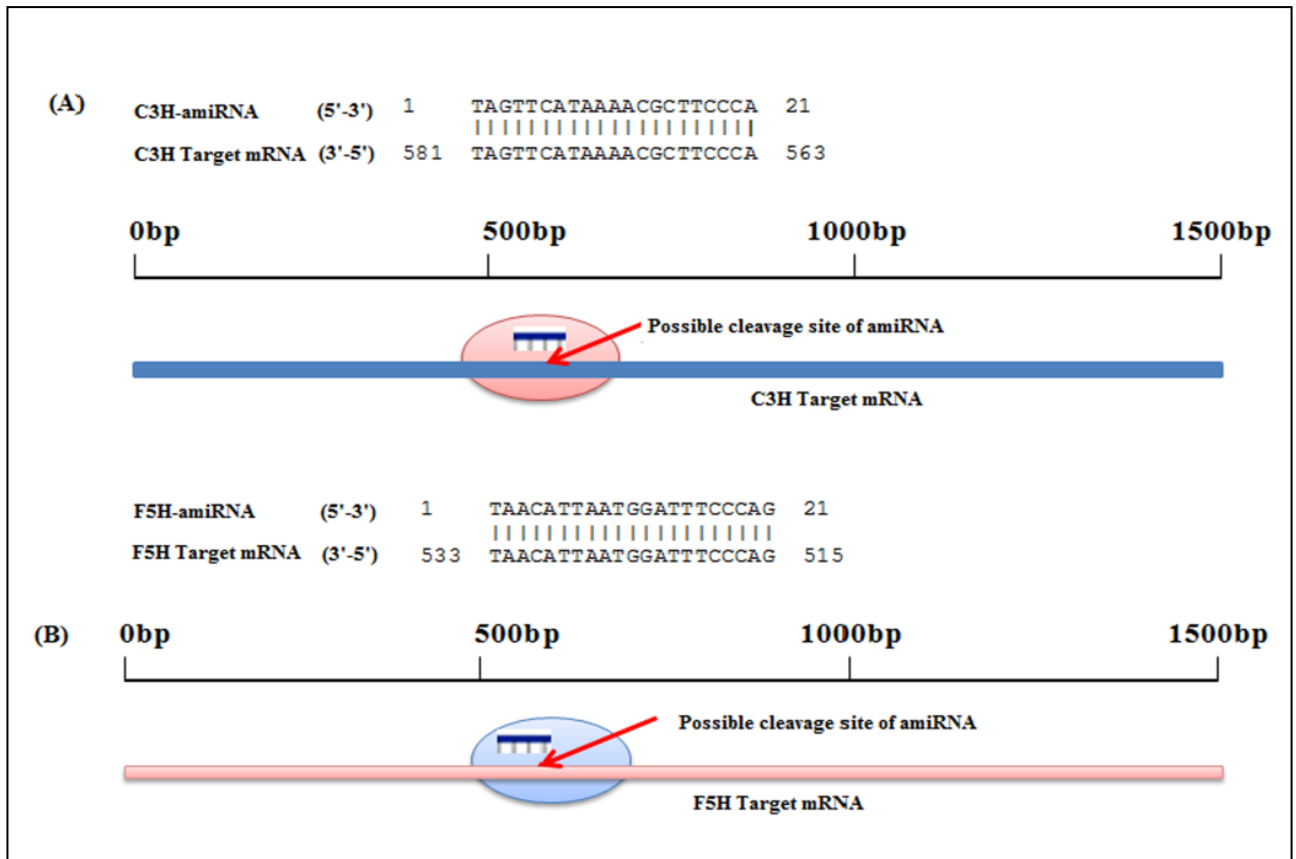 (A)
C3H-amiRNA (5'-3') 1 TAGTTCATAAAACGCTTCCCA 21
C3H Target mRNA (3'-5') 581 TAGTTCATAAAACGCTTCCCA 563
0bp 500bp 1000bp 1500bp
Possible cleavage site of amiRNA
C3H Target mRNA
F5H-amiRNA (5'-3') 1 TAACATTAATGGATTTCCCAG 21
F5H Target mRNA (3'-5') 533 TAACATTAATGGATTTCCCAG 515
(B) 0bp 500bp 1000bp 1500bp
Possible cleavage site of amiRNA
F5H Target mRNA